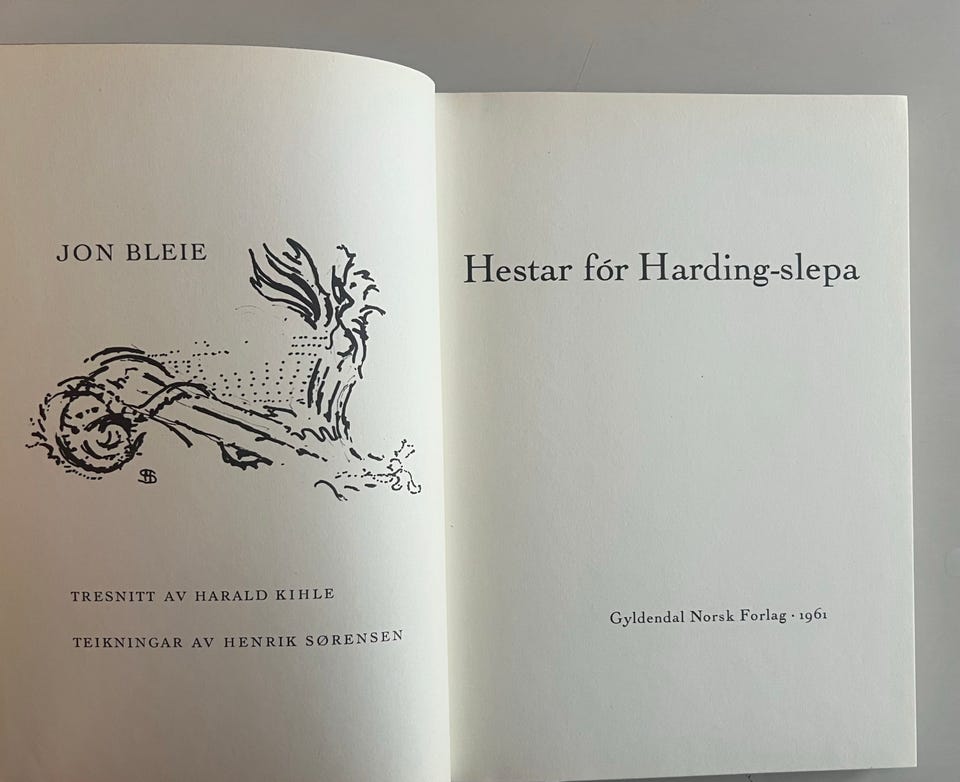 JON BLEIE
TRESNITT AV HARALD KIHLE
TEIKNINGAR AV HENRIK SØRENSEN
Hestar fór Harding-slepa
Gyldendal Norsk Forlag · 1961